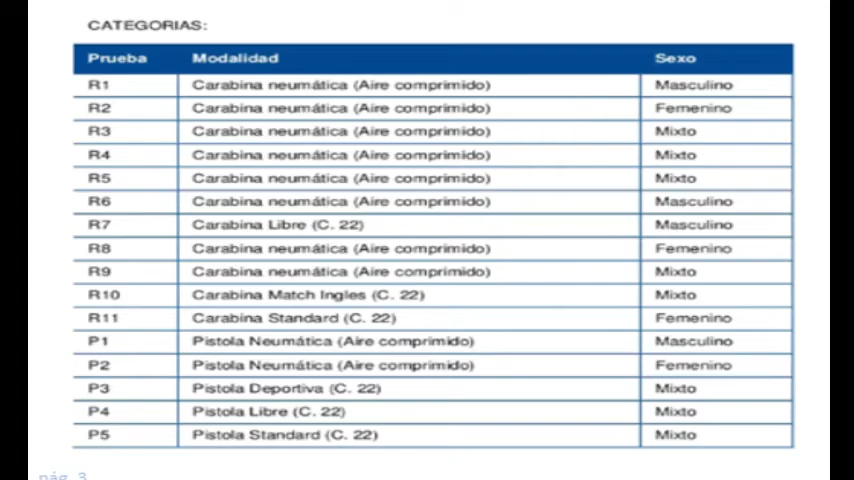 CATEGORIAS:
Prueba Modalidad Sexo
R1 Carabina neumática (Aire comprimido) Masculino
R2 Carabina neumática (Aire comprimido) Femenino
R3 Carabina neumática (Aire comprimido) Mixto
R4 Carabina neumática (Aire comprimido) Mixto
R5 Carabina neumática (Aire comprimido) Mixto
R6 Carabina neumática (Aire comprimido) Masculino
R7 Carabina Libre (C. 22) Masculino
R8 Carabina neumática (Aire comprimido) Femenino
R9 Carabina neumática (Aire comprimido) Mixto
R10 Carabina Match Ingles (C. 22) Mixto
R11 Carabina Standard (C. 22) Femenino
P1 Pistola Neumática (Aire comprimido) Masculino
P2 Pistola Neumática (Aire comprimido) Femenino
P3 Pistola Deportiva (C. 22) Mixto
P4 Pistola Libre (C. 22) Mixto
P5 Pistola Standard (C. 22) Mixto
pág. 3